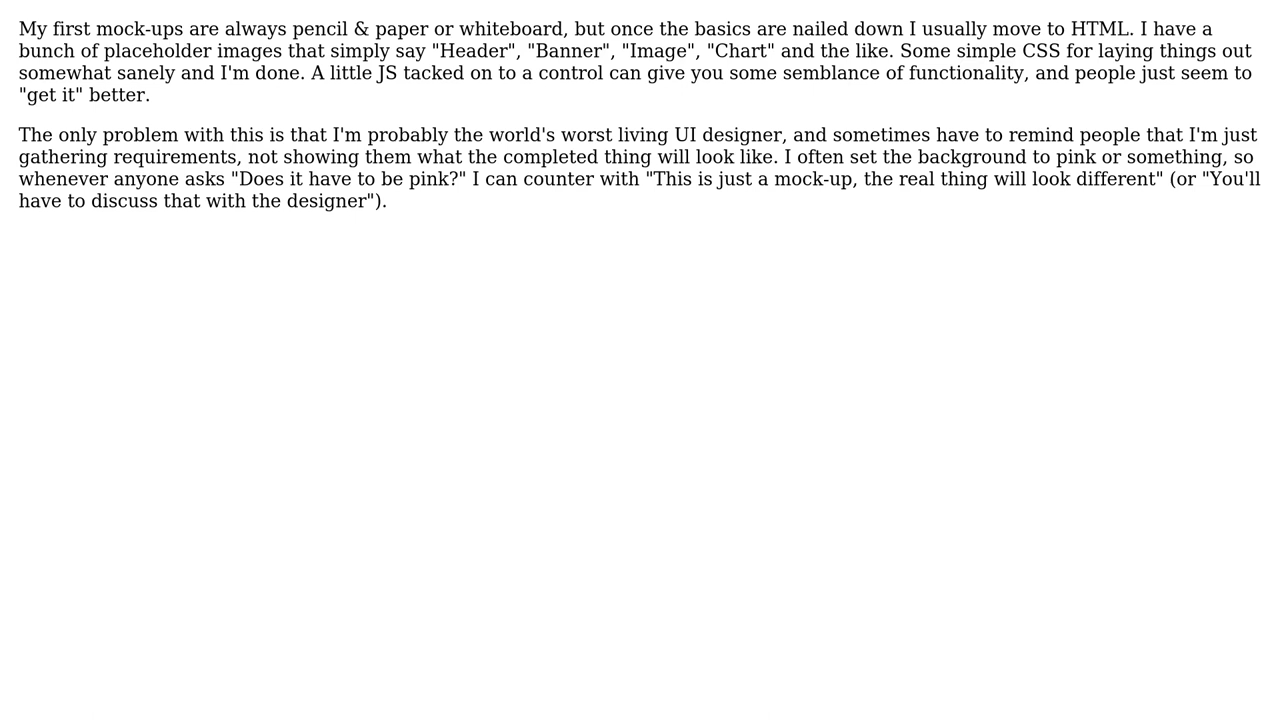 My first mock-ups are always pencil & paper or whiteboard, but once the basics are nailed down I usually move to HTML. I have a
bunch of placeholder images that simply say "Header", "Banner", "Image", "Chart" and the like. Some simple CSS for laying things out
somewhat sanely and I'm done. A little JS tacked on to a control can give you some semblance of functionality, and people just seem to
"get it" better.
The only problem with this is that I'm probably the world's worst living UI designer, and sometimes have to remind people that I'm just
gathering requirements, not showing them what the completed thing will look like. I often set the background to pink or something, so
whenever anyone asks "Does it have to be pink?" I can counter with "This is just a mock-up, the real thing will look different" (or "You'll
have to discuss that with the designer").